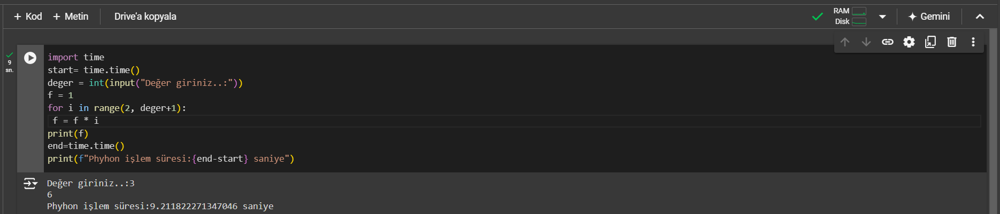 + Kod + Metin Drive'a kopyala RAM Disk Gemini
9 sn.
import time
start= time.time()
deger = int(input("Değer giriniz..:"))
f = 1
for i in range(2, deger+1):
 f = f * i
print(f)
end=time.time()
print(f"Phyhon işlem süresi:{end-start} saniye")
Değer giriniz..:3
6
Phyhon işlem süresi:9.211822271347046 saniye